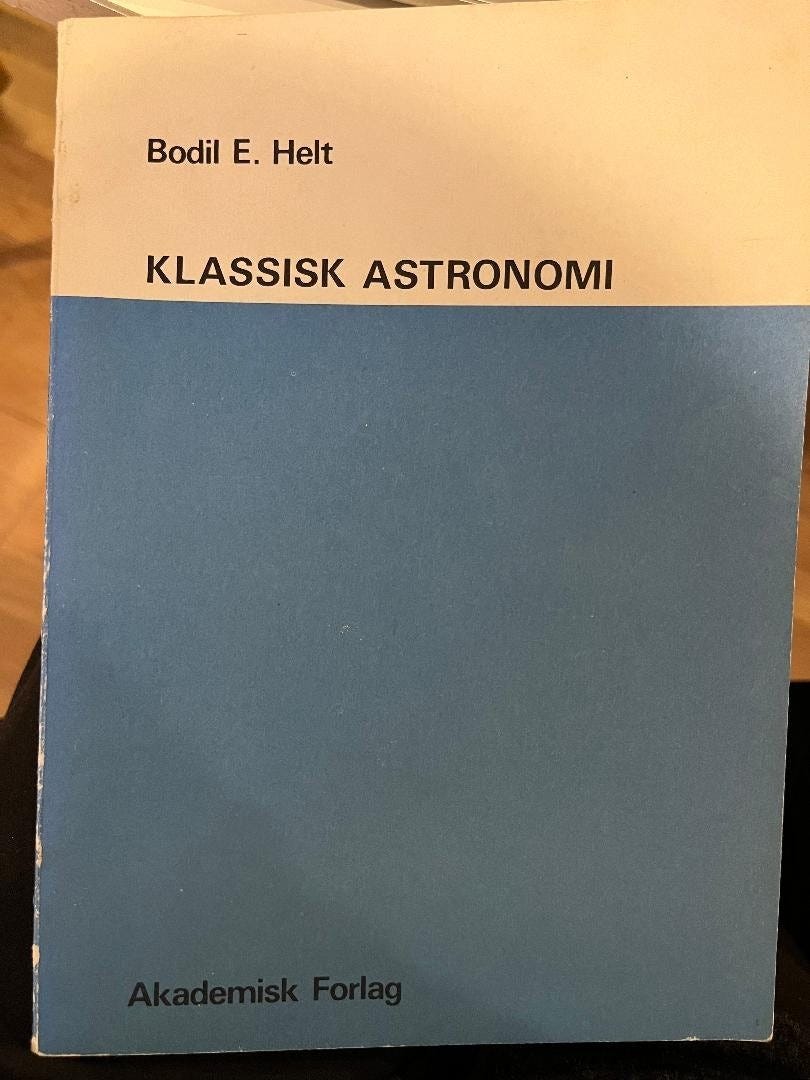 Bodil E. Helt
KLASSISK ASTRONOMI
Akademisk Forlag